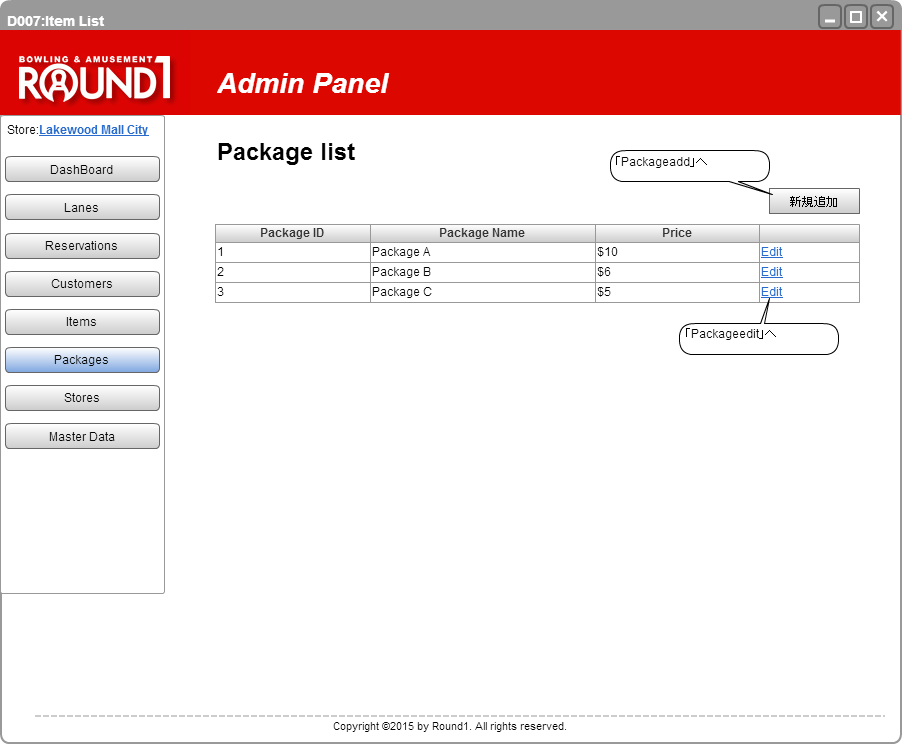 D007:Item List
BOWLING & AMUSEMENT
ROUND1
Admin Panel
Store:Lakewood Mall City
DashBoard
Lanes
Reservations
Customers
Items
Packages
Stores
Master Data
Package list
「Packageadd」へ
新規追加
Package ID Package Name Price
1 Package A $10 Edit
2 Package B $6 Edit
3 Package C $5 Edit
「Packageedit」へ
Copyright ©2015 by Round1. All rights reserved.